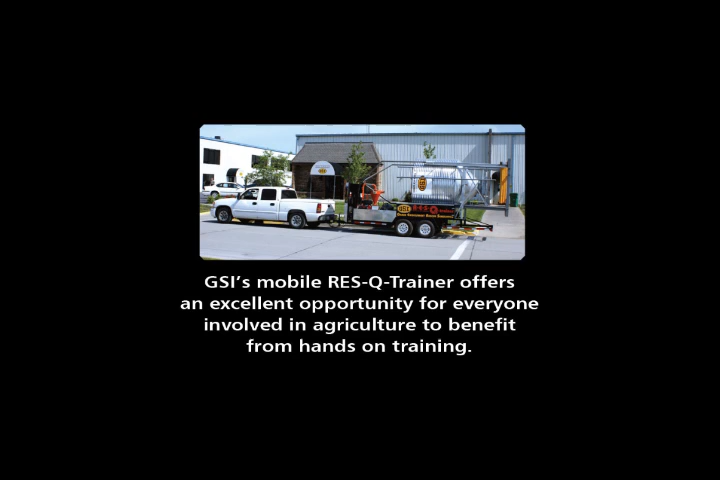 GSI
GSI’s mobile RES-Q-Trainer offers
an excellent opportunity for everyone
involved in agriculture to benefit
from hands on training.